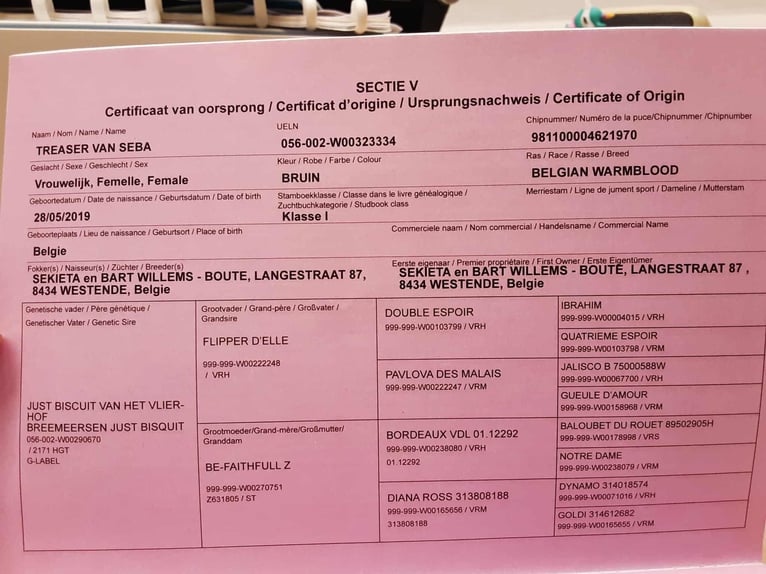 SECTIE V
Certificaat van oorsprong / Certificat d'origine / Ursprungsnachweis / Certificate of Origin
Naam / Nom / Name / Name
TREASER VAN SEBA
UELN
056-002-W00323334
Chipnummer/ Numéro de la puce/Chipnummer /Chipnumber
981100004621970
Geslacht / Sexe / Geschlecht / Sex
Vrouwelijk, Femelle, Female
Kleur / Robe / Farbe / Colour
BRUIN
Ras / Race / Rasse / Breed
BELGIAN WARMBLOOD
Geboortedatum / Date de naissance / Geburtsdatum / Date of birth
28/05/2019
Stamboekklasse / Classe dans le livre généalogique /
Zuchtbuchkategorie / Studbook class
Klasse I
Merriestam / Ligne de jument sport / Dameline / Mutterstam
Geboorteplaats / Lieu de naissance / Geburtsort / Place of birth
Belgie
Commerciele naam / Nom commercial / Handelsname / Commercial Name
Fokker(s) / Naisseur(s) / Züchter / Breeder(s)
SEKIETA en BART WILLEMS - BOUTE, LANGESTRAAT 87,
8434 WESTENDE, Belgie
Eerste eigenaar / Premier propriétaire / First Owner / Erste Eigentümer
SEKIETA en BART WILLEMS - BOUTE, LANGESTRAAT 87 ,
8434 WESTENDE, Belgie
Genetische vader / Père génétique /
Genetischer Vater / Genetic Sire
JUST BISCUIT VAN HET VLIER-
HOF
BREEMEERSEN JUST BISQUIT
056-002-W00290670
/ 2171 HGT
G-LABEL
Grootvader / Grand-père / Großvater /
Grandsire
FLIPPER D'ELLE
999-999-W00222248
/ VRH
Grootmoeder/Grand-mère/Großmutter/
Granddam
BE-FAITHFULL Z
999-999-W00270751
Z631805 / ST
DOUBLE ESPOIR
999-999-W00103799 / VRH
PAVLOVA DES MALAIS
999-999-W00222247 / VRM
BORDEAUX VDL 01.12292
999-999-W00238080 / VRH
01.12292
DIANA ROSS 313808188
999-999-W00165656 / VRM
313808188
IBRAHIM
999-999-W00004015 / VRH
QUATRIEME ESPOIR
999-999-W00103798 / VRM
JALISCO B 75000588W
999-999-W00067700 / VRH
GUEULE D'AMOUR
999-999-W00158968 / VRM
BALOUBET DU ROUET 89502905H
999-999-W00178998 / VRS
NOTRE DAME
999-999-W00238079 / VRM
DYNAMO 314018574
999-999-W00071016 / VRH
GOLDI 314612682
999-999-W00165655 / VRM